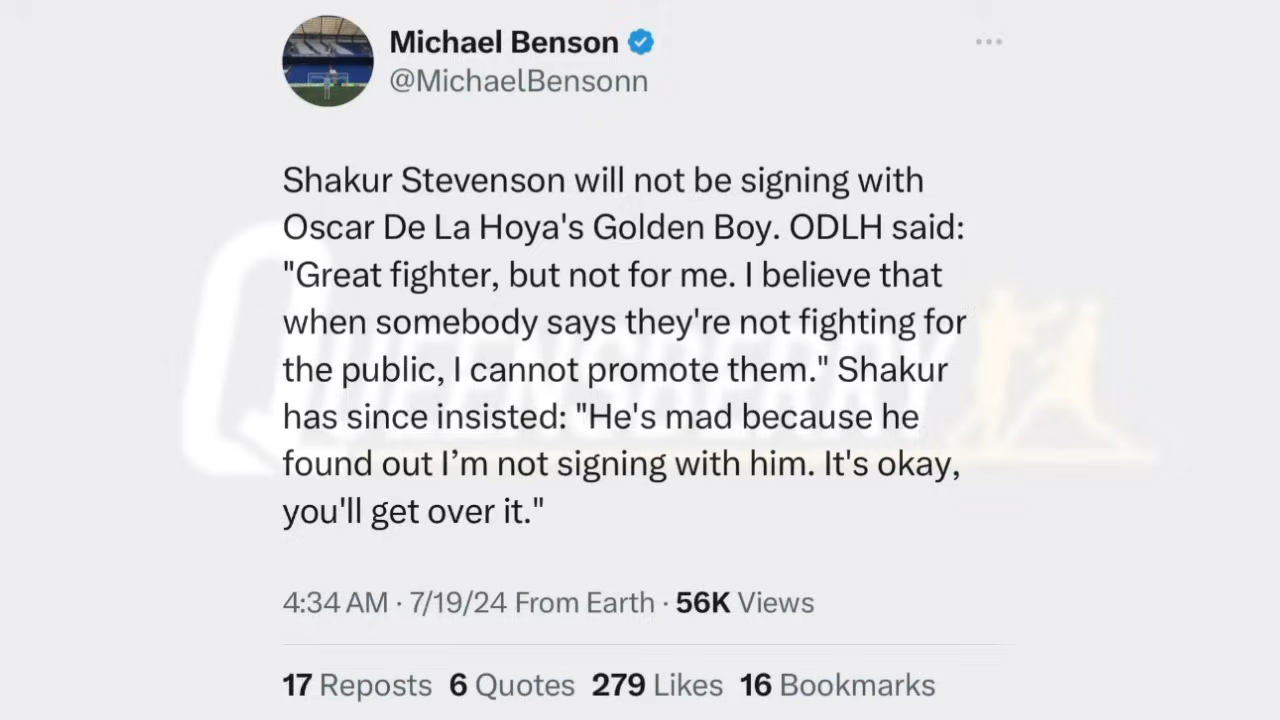 Michael Benson
@MichaelBensonn
Shakur Stevenson will not be signing with
Oscar De La Hoya's Golden Boy. ODLH said:
"Great fighter, but not for me. I believe that
when somebody says they're not fighting for
the public, I cannot promote them." Shakur
has since insisted: "He's mad because he
found out I’m not signing with him. It's okay,
you'll get over it."
QUEENSBERRY
4:34 AM · 7/19/24 From Earth · 56K Views
17 Reposts 6 Quotes 279 Likes 16 Bookmarks